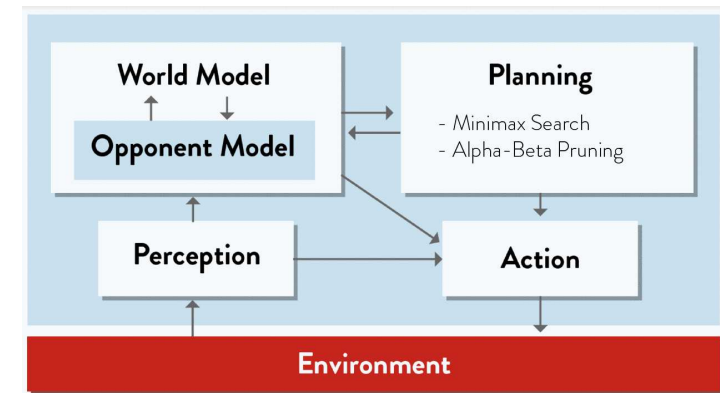 World Model
Opponent Model
Planning
- Minimax Search
- Alpha-Beta Pruning
Perception
Action
Environment